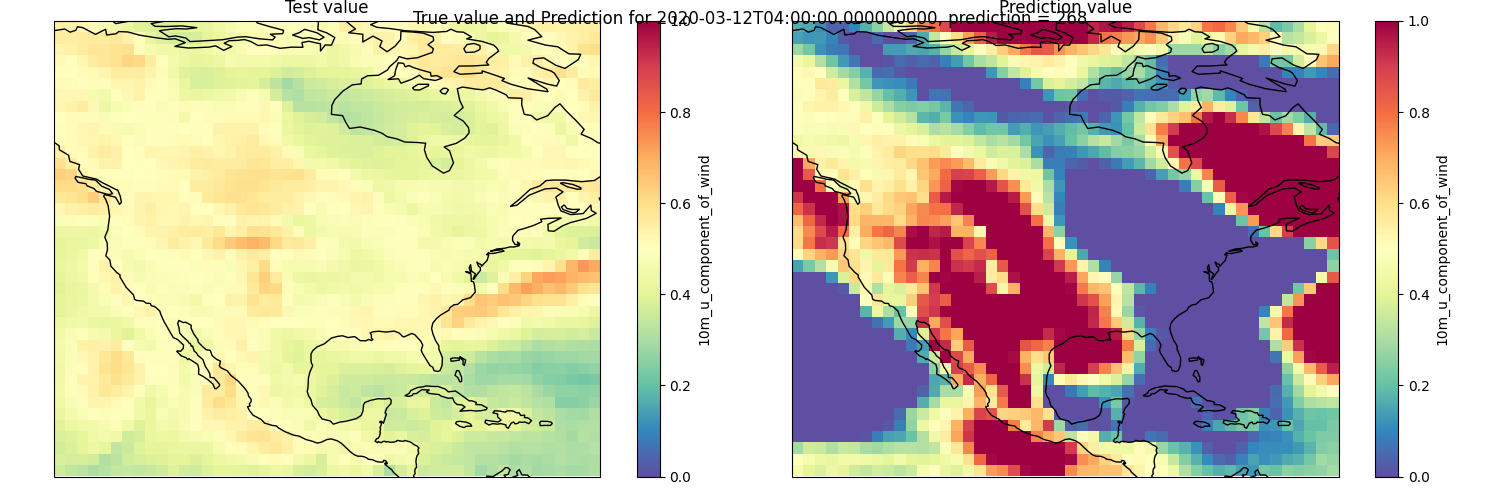 Test value
Prediction value
True value and Prediction for 2020-03-12T04:00:00.000000000 prediction = 268
1.0
0.8
0.6
0.4
0.2
0.0
10m_u_component_of_wind
1.0
0.8
0.6
0.4
0.2
0.0
10m_u_component_of_wind